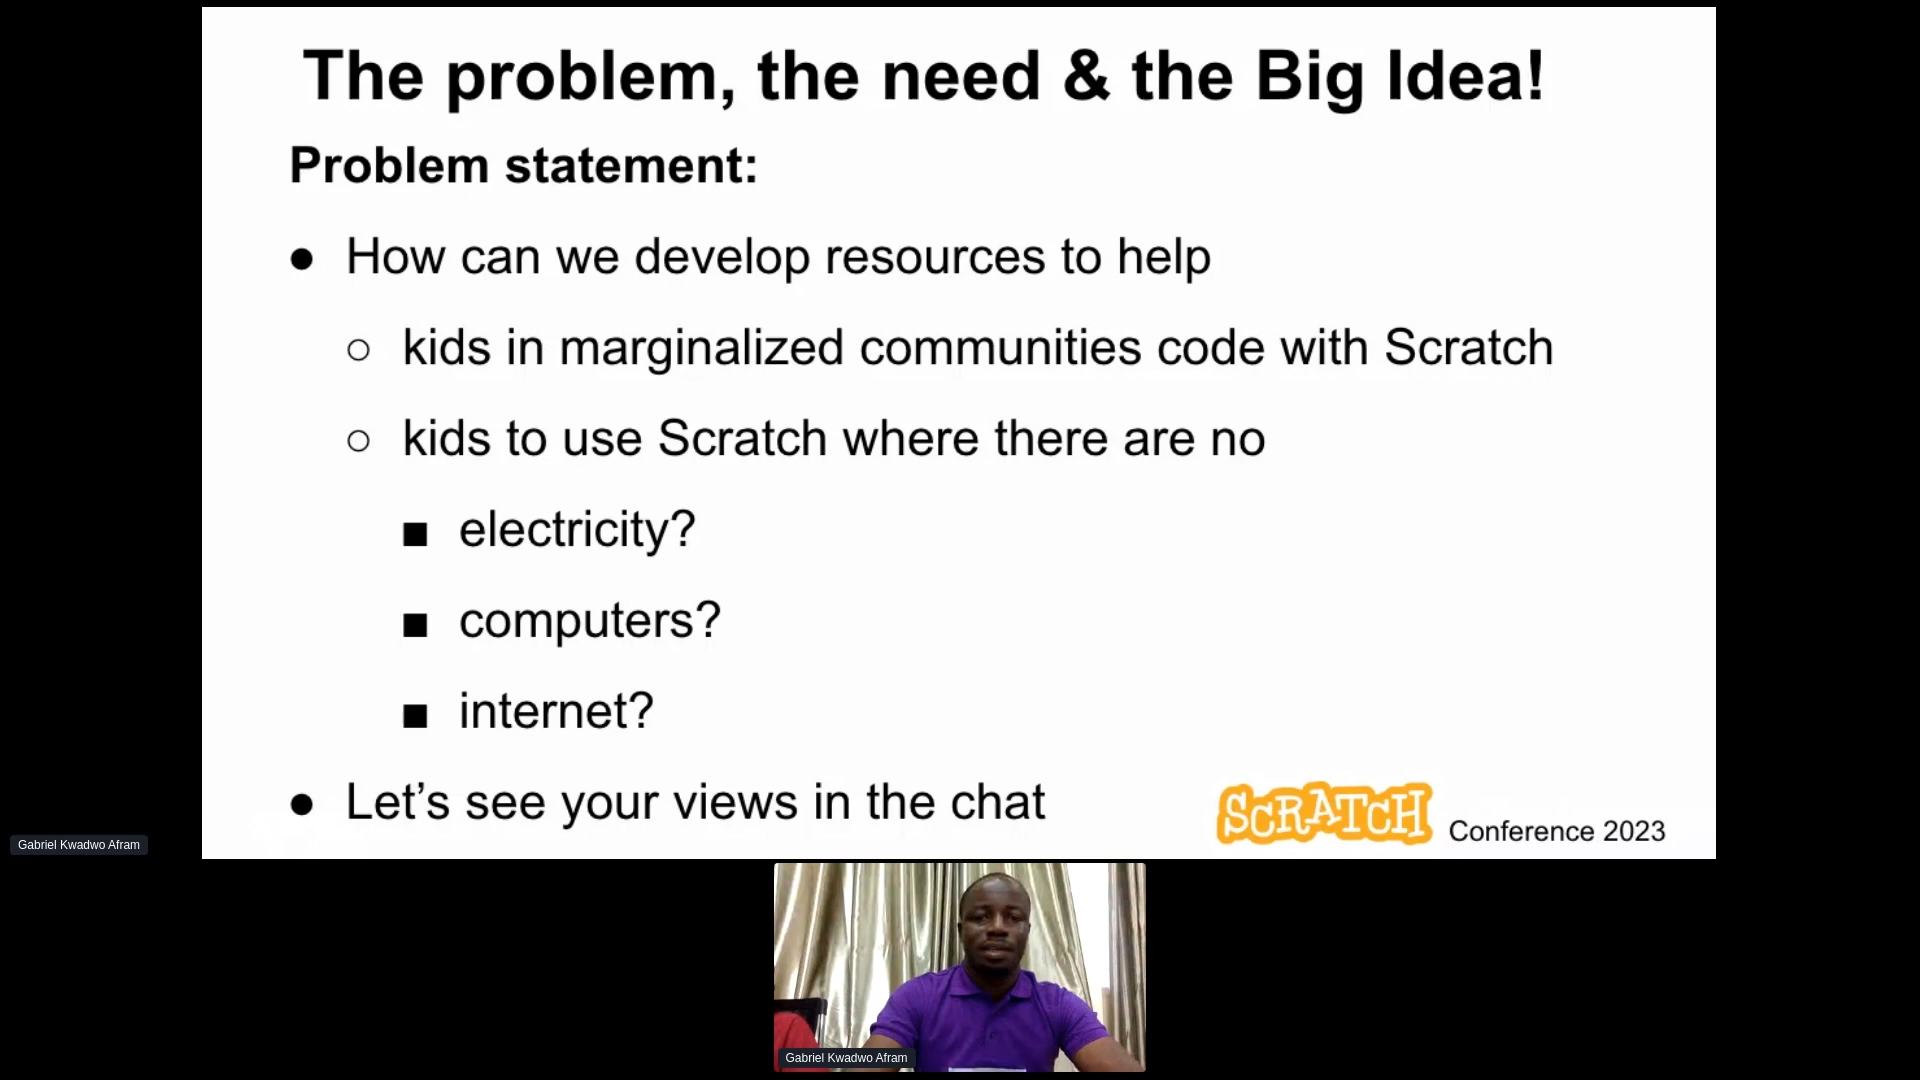 The problem, the need & the Big Idea!
Problem statement:
● How can we develop resources to help
○ kids in marginalized communities code with Scratch
○ kids to use Scratch where there are no
■ electricity?
■ computers?
■ internet?
● Let’s see your views in the chat
SCRATCH Conference 2023
Gabriel Kwadwo Afram
Gabriel Kwadwo Afram